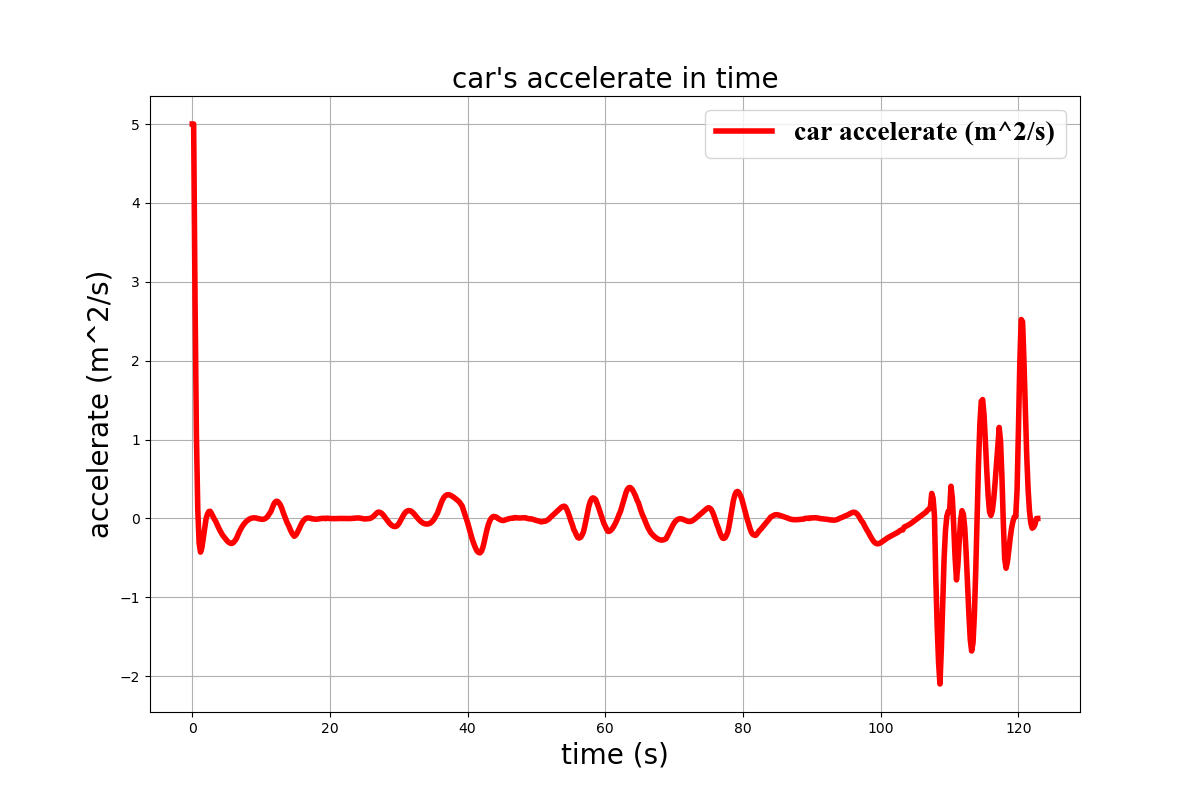 car's accelerate in time
car accelerate (m^2/s)
accelerate (m^2/s)
5
4
3
2
1
0
−1
−2
0 20 40 60 80 100 120
time (s)